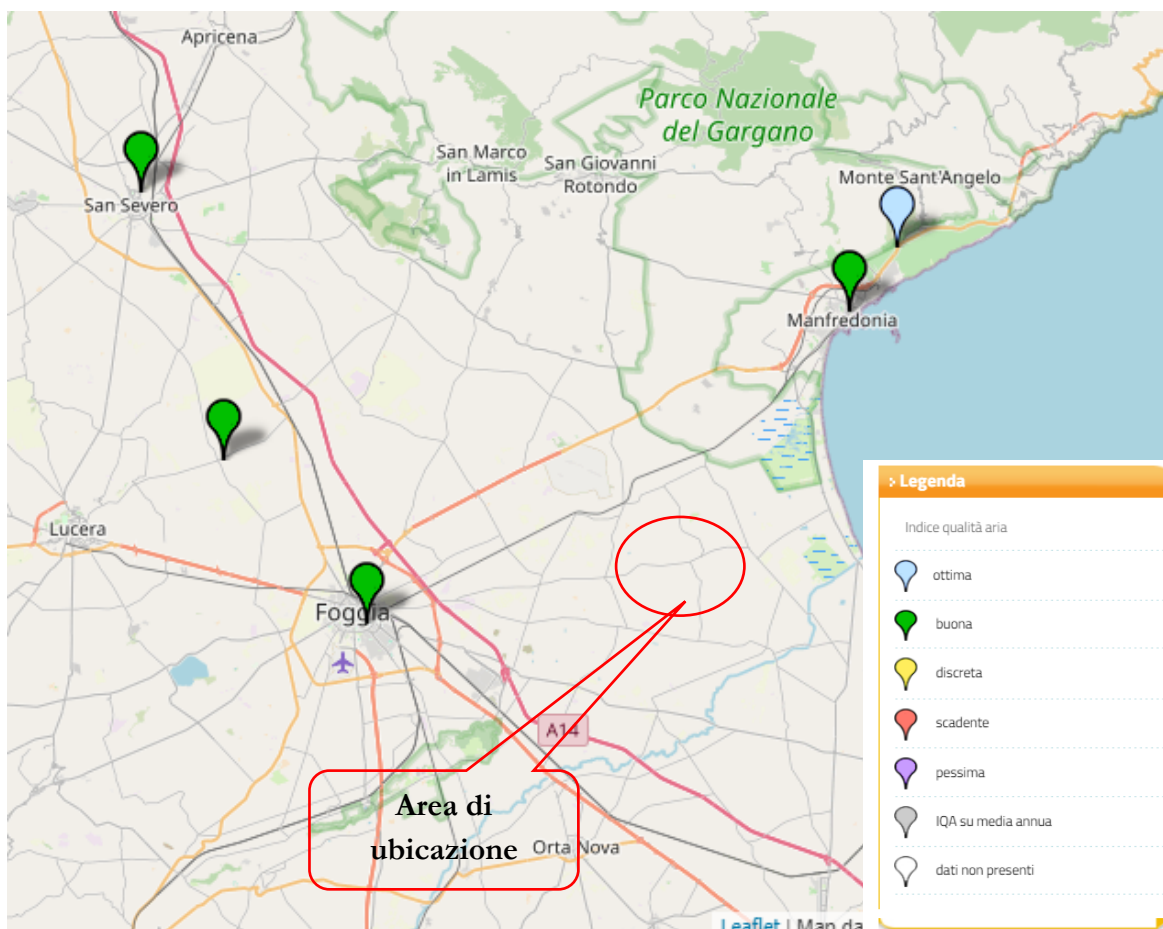 Apricena
Parco Nazionale
del Gargano
San Marco
in Lamis
San Giovanni
Rotondo
Monte Sant'Angelo
San Severo
Manfredonia
Lucera
Foggia
A14
Area di
ubicazione
Orta Nova
Leaflet | Map da
› Legenda
Indice qualità aria
ottima
buona
discreta
scadente
pessima
IQA su media annua
dati non presenti